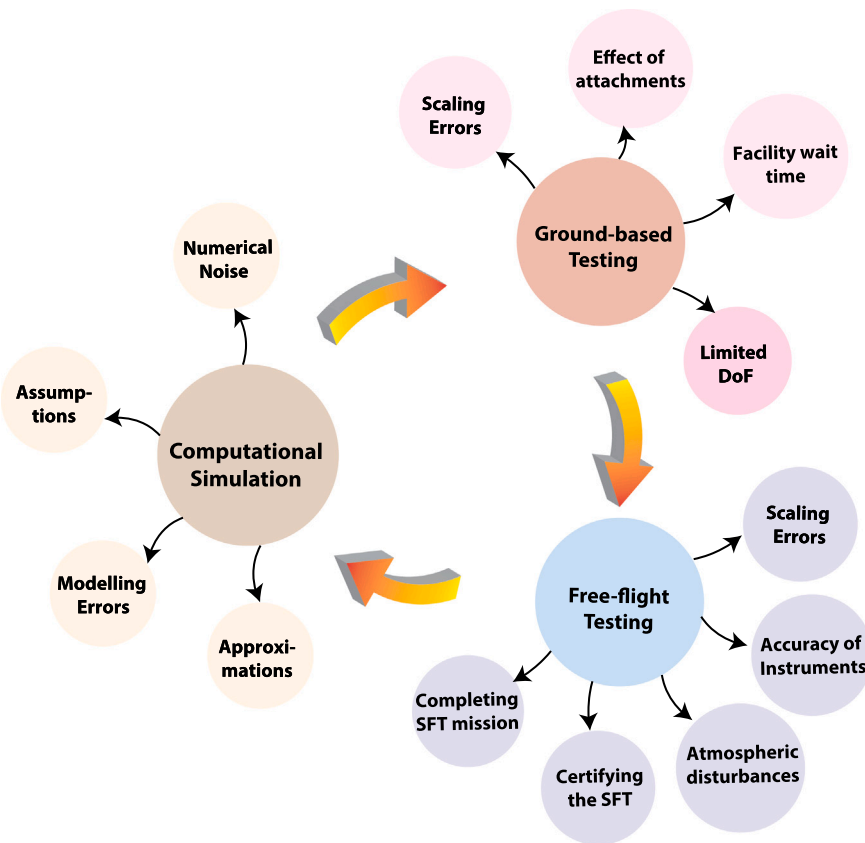 Effect of
attachments
Scaling
Errors
Facility wait
time
Ground-based
Testing
Limited
DoF
Numerical
Noise
Assump-
tions
Computational
Simulation
Modelling
Errors
Approxi-
mations
Scaling
Errors
Free-flight
Testing
Accuracy of
Instruments
Completing
SFT mission
Atmospheric
disturbances
Certifying
the SFT